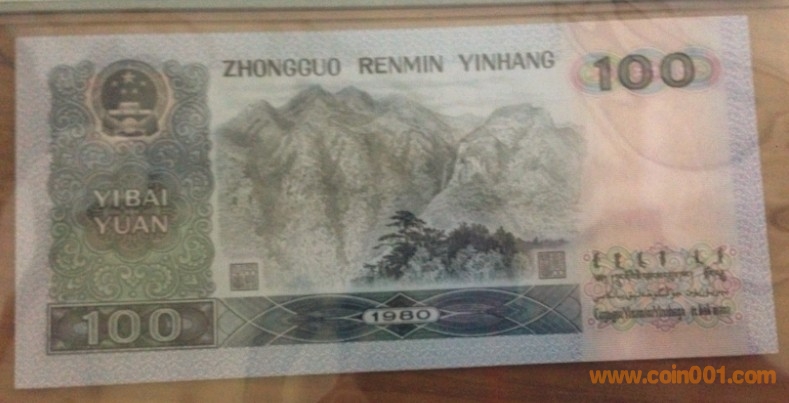 ZHONGGUO RENMIN YINHANG
100
YIBAI
YUAN
100
1980
www.coin001.com